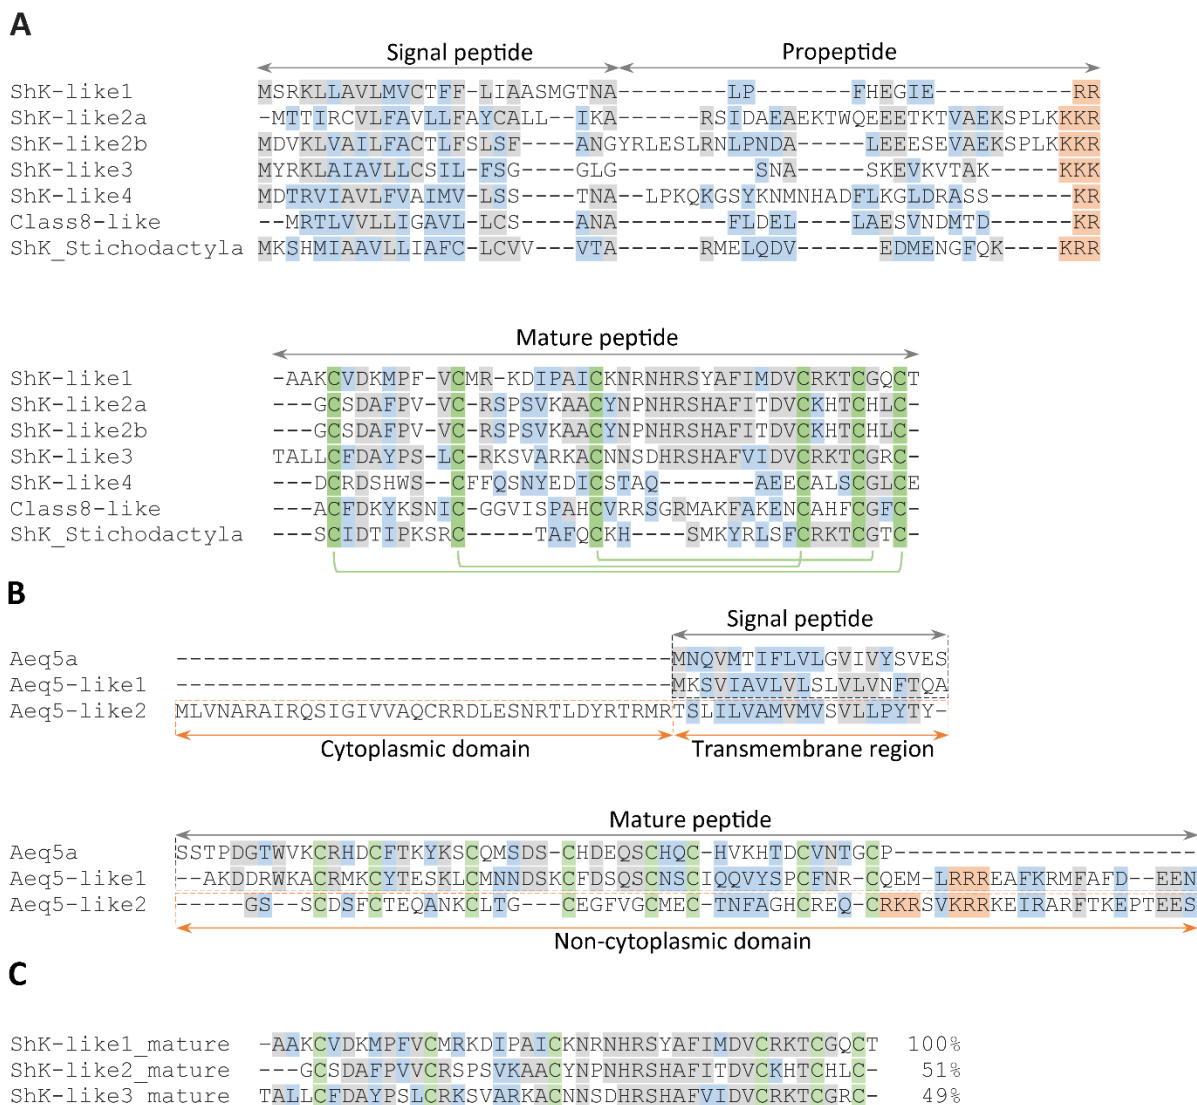 A
Signal peptide Propeptide
ShK-like1 MSRKLLAVLMVCTFF-LIAASMGTNA--------LP-------FHEGIE----------RR
ShK-like2a -MTTIRCVLFAVLLFAYCALL--IKA------RSIDAEAEKTWQEEETKTVAEKSPLKKKR
ShK-like2b MDVKLVAILFACTLFSLSF---ANGYRLESLRNLPNDA-----LEEESEVAEKSPLKKKR
ShK-like3 MYRKLAIAVLLCSIL-FSG----GLG----------SNA-----SKEVKVTAK-----KKK
ShK-like4 MDTRVIAVLFVAIMV-LSS----TNA--LPKQKGSYKNMNHADFLKGLDRASS------KR
Class8-like --MRTLVVLLIGAVL-LCS----ANA--------FLDEL----LAESVNDMTD------KR
ShK_Stichodactyla MKSHMIAAVLLIAFC-LCVV---VTA------RMELQDV------EDMENGFQK----KRR
Mature peptide
ShK-like1 -AAKCVDKMPF-VCMR-KDIPAICKNRNHRSYAFIMDVCRKTCGQCT
ShK-like2a ---GCSDAFPV-VCRSPSVKAACYNPNHRSHAFITDVCKHTCHLC-
ShK-like2b ---GCSDAFPV-VCRSPSVKAACYNPNHRSHAFITDVCKHTCHLC-
ShK-like3 TALLCFDAYPS-LCRKSVARKACNNSDHRSHAFVIDVCRKTCGRC-
ShK-like4 ---DCRDSHWS-CFFQSNYEDICSTAQ-------AEECALSCGLCE
Class8-like ---ACFDKYKSNIC-GGVISPAHCVRRSGRMAKFAKENCAHFCGFC-
ShK_Stichodactyla ---SCIDTIPKSRC-----TAFQCKH----SMKYRLSFCRKTCGTC-
B
Signal peptide
Aeq5a ------------------------------------MNQVMTIFLVLGVIVYSVES
Aeq5-like1 ------------------------------------MKSVIAVLVLSLVLVNFTQA
Aeq5-like2 MLVNARAIRQSIGIVVAQCRRDLESNRTLDYRTRMRTSLILVAMVMVSVLLPYTY-
Cytoplasmic domain Transmembrane region
Mature peptide
Aeq5a SSTPDGTWVKCRHDCFTKYKSCQMSDS-CHDEQSCHQC-HVKHTDCVNTGCP----------------------
Aeq5-like1 --AKDDRWKACRMKCYTESKLCMNNDSKCFDSQSCNSCIQQVYSPCFNR-CQEM-LRRREAFKRMFAFD--EEN
Aeq5-like2 -----GS--SCDSFCTEQANKCLTG---CEGFVGCMEC-TNFAGHCREQ-CRKRSVKRRKEIRARFTKEPTEES
Non-cytoplasmic domain
C
ShK-like1_mature -AAKCVDKMPFVCMRKDIPAICKNRNHRSYAFIMDVCRKTCGQCT 100%
ShK-like2_mature ---GCSDAFPVVCRSPSVKAACYNPNHRSHAFITDVCKHTCHLC- 51%
ShK-like3_mature TALLCFDAYPSLCRKSVARKACNNSDHRSHAFVIDVCRKTCGRC- 49%